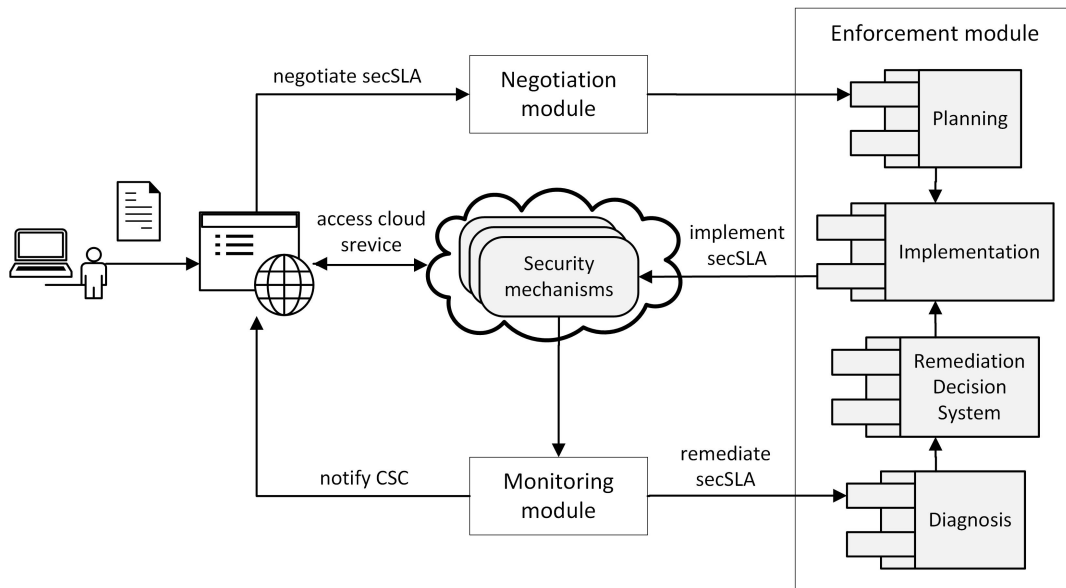 Enforcement module
negotiate secSLA
Negotiation
module
Planning
access cloud
srevice
Security
mechanisms
implement
secSLA
Implementation
Remediation
Decision
System
notify CSC
Monitoring
module
remediate
secSLA
Diagnosis